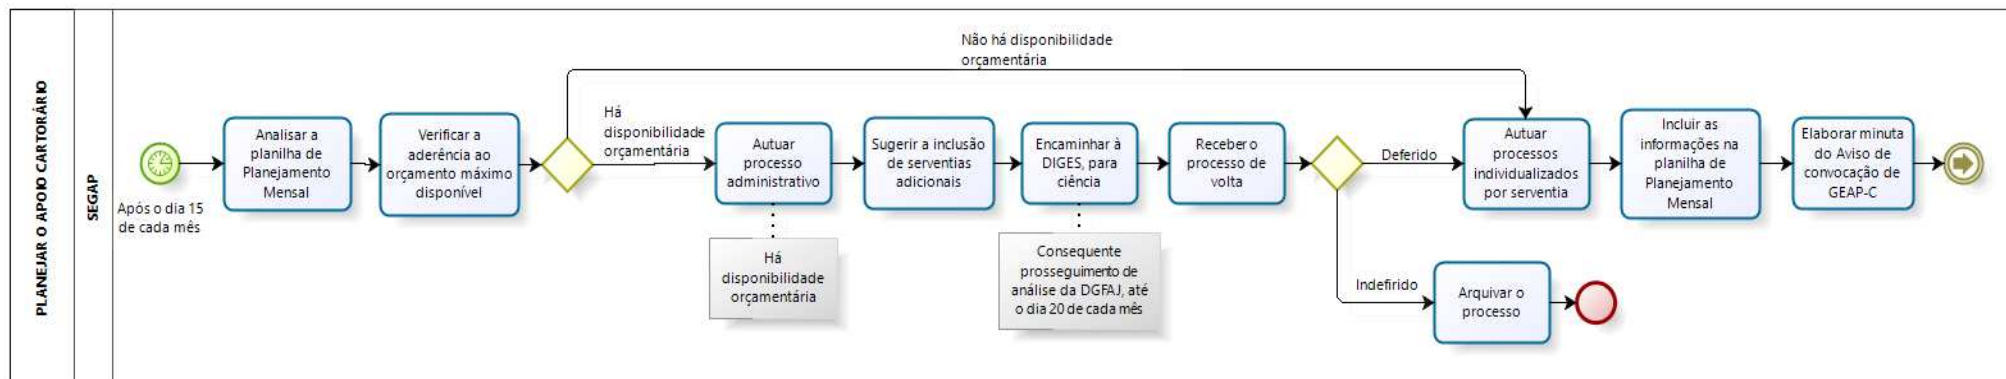 PLANEJAR O APOIO CARTORÁRIO
SEGAP
Após o dia 15
de cada mês
Analisar a
planilha de
Planejamento
Mensal
Verificar a
aderência ao
orçamento máximo
disponível
Não há disponibilidade
orçamentária
Há
disponibilidade
orçamentária
Autuar
processo
administrativo
Há
disponibilidade
orçamentária
Sugerir a inclusão
de serventias
adicionais
Encaminhar à
DIGES, para
ciência
Consequente
prosseguimento de
análise da DGFAJ, até
o dia 20 de cada mês
Receber o
processo de
volta
Deferido
Indefirido
Arquivar o
processo
Autuar
processos
individualizados
por serventia
Incluir as
informações na
planilha de
Planejamento
Mensal
Elaborar minuta
do Aviso de
convocação de
GEAP-C